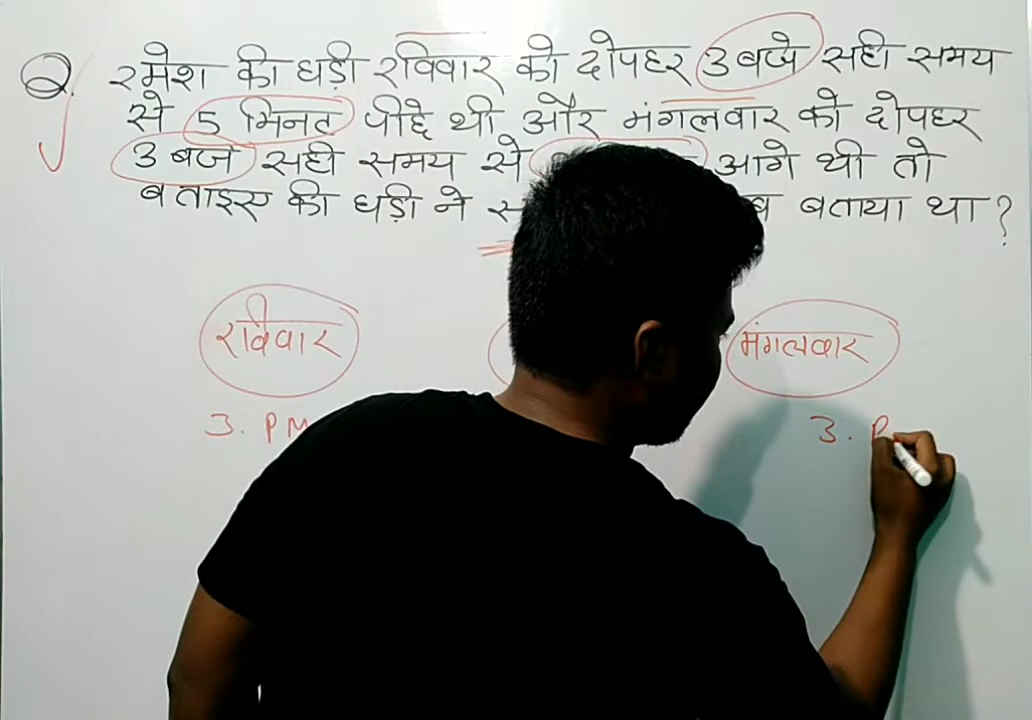 Q. रमेश की घड़ी रविवार को दोपहर 3 बजे सही समय
से 5 मिनट पीछे थी और मंगलवार को दोपहर
3 बजे सही समय से आगे थी तो
बताइए की घड़ी ने बताया था?
रविवार मंगलवार
3. PM 3. P